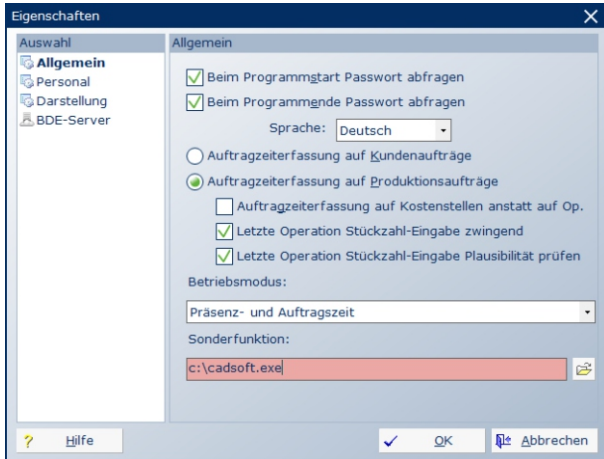 Eigenschaften
Auswahl
Allgemein
Personal
Darstellung
BDE-Server
Allgemein
Beim Programmstart Passwort abfragen
Beim Programmende Passwort abfragen
Sprache: Deutsch
Auftragzeiterfassung auf Kundenaufträge
Auftragzeiterfassung auf Produktionsaufträge
Auftragzeiterfassung auf Kostenstellen anstatt auf Op.
Letzte Operation Stückzahl-Eingabe zwingend
Letzte Operation Stückzahl-Eingabe Plausibilität prüfen
Betriebsmodus:
Präsenz- und Auftragszeit
Sonderfunktion:
c:\cadsoft.exe
Hilfe OK Abbrechen